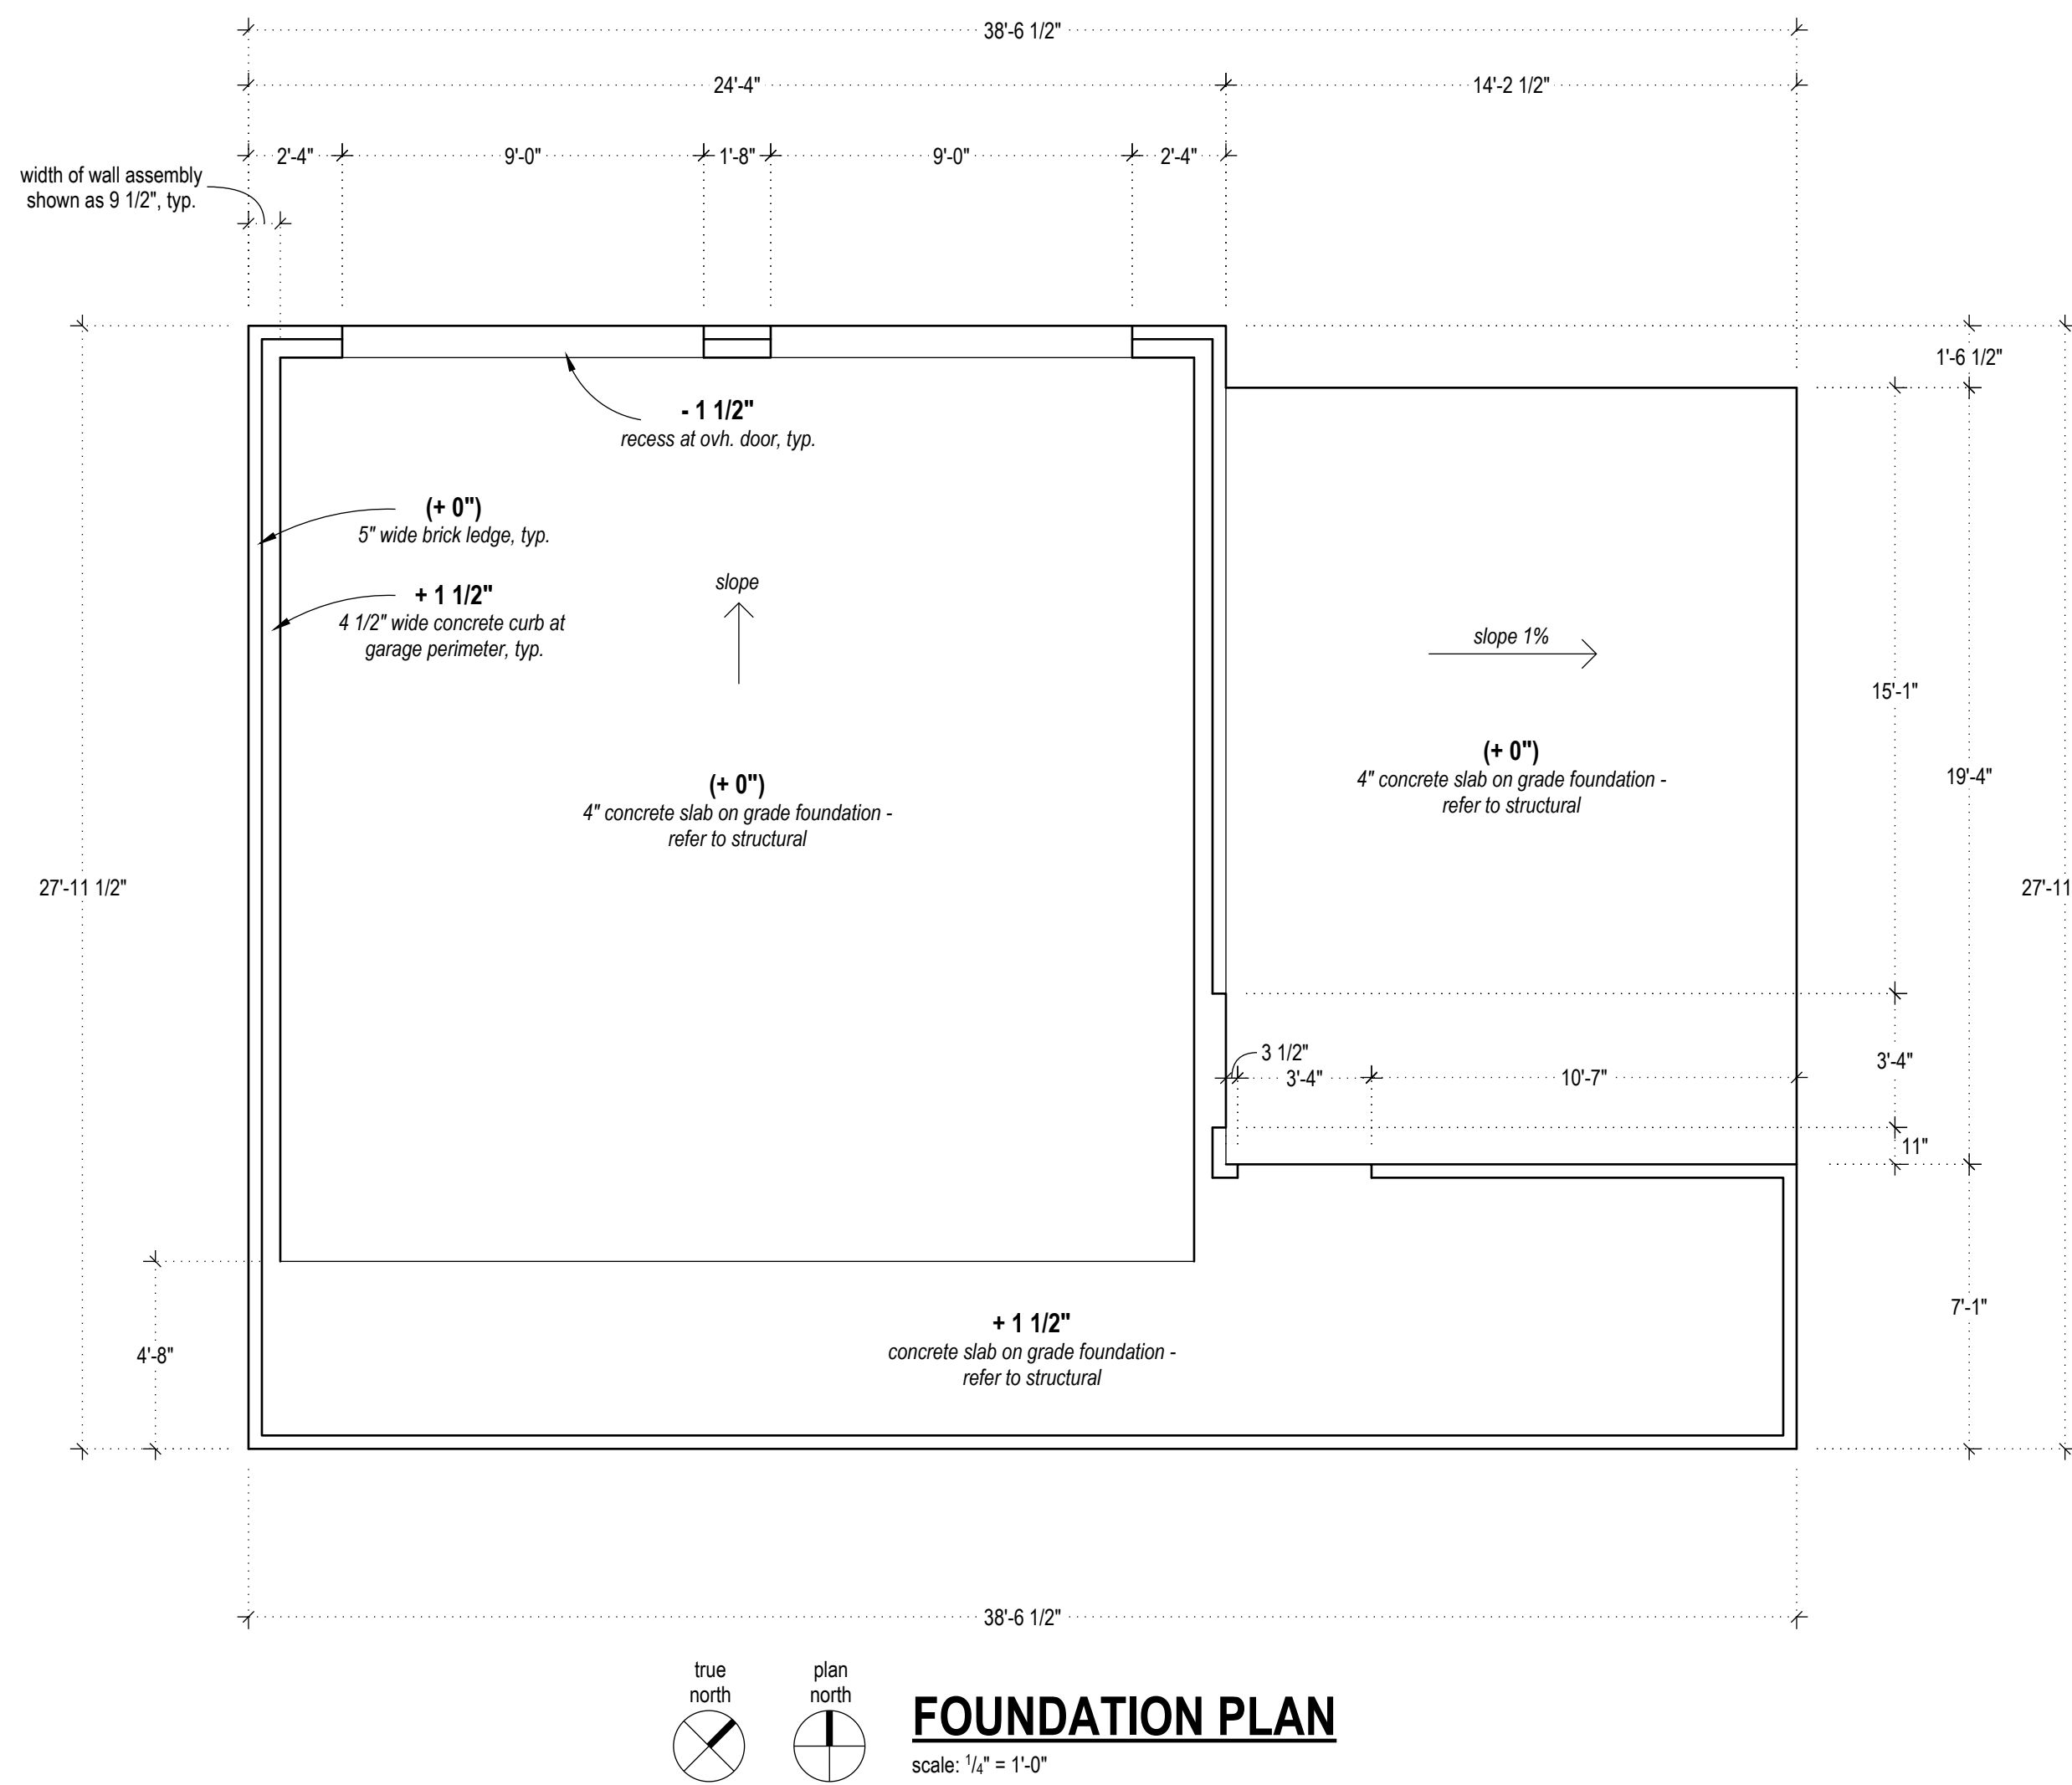 38'-6 1/2"
24'-4"
14'-2 1/2"
2'-4"
9'-0"
1'-8"
9'-0"
2'-4"
width of wall assembly
shown as 9 1/2", typ.
1'-6 1/2"
- 1 1/2"
recess at ovh. door, typ.
(+ 0")
5" wide brick ledge, typ.
+ 1 1/2"
4 1/2" wide concrete curb at
garage perimeter, typ.
slope
slope 1%
15'-1"
(+ 0")
4" concrete slab on grade foundation -
refer to structural
(+ 0")
4" concrete slab on grade foundation -
refer to structural
19'-4"
27'-11 1/2"
27'-11
3 1/2"
3'-4"
10'-7"
3'-4"
11"
7'-1"
+ 1 1/2"
concrete slab on grade foundation -
refer to structural
4'-8"
38'-6 1/2"
true
north
plan
north
FOUNDATION PLAN
scale: 1/4" = 1'-0"